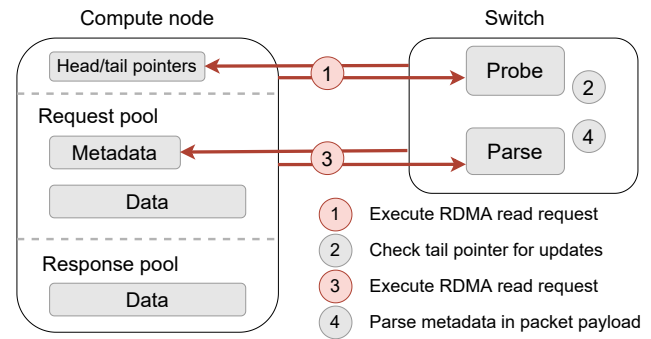 Compute node
Switch
Head/tail pointers
1
Probe
2
Request pool
Metadata
3
4
Parse
Data
1 Execute RDMA read request
2 Check tail pointer for updates
Response pool
3 Execute RDMA read request
Data
4 Parse metadata in packet payload